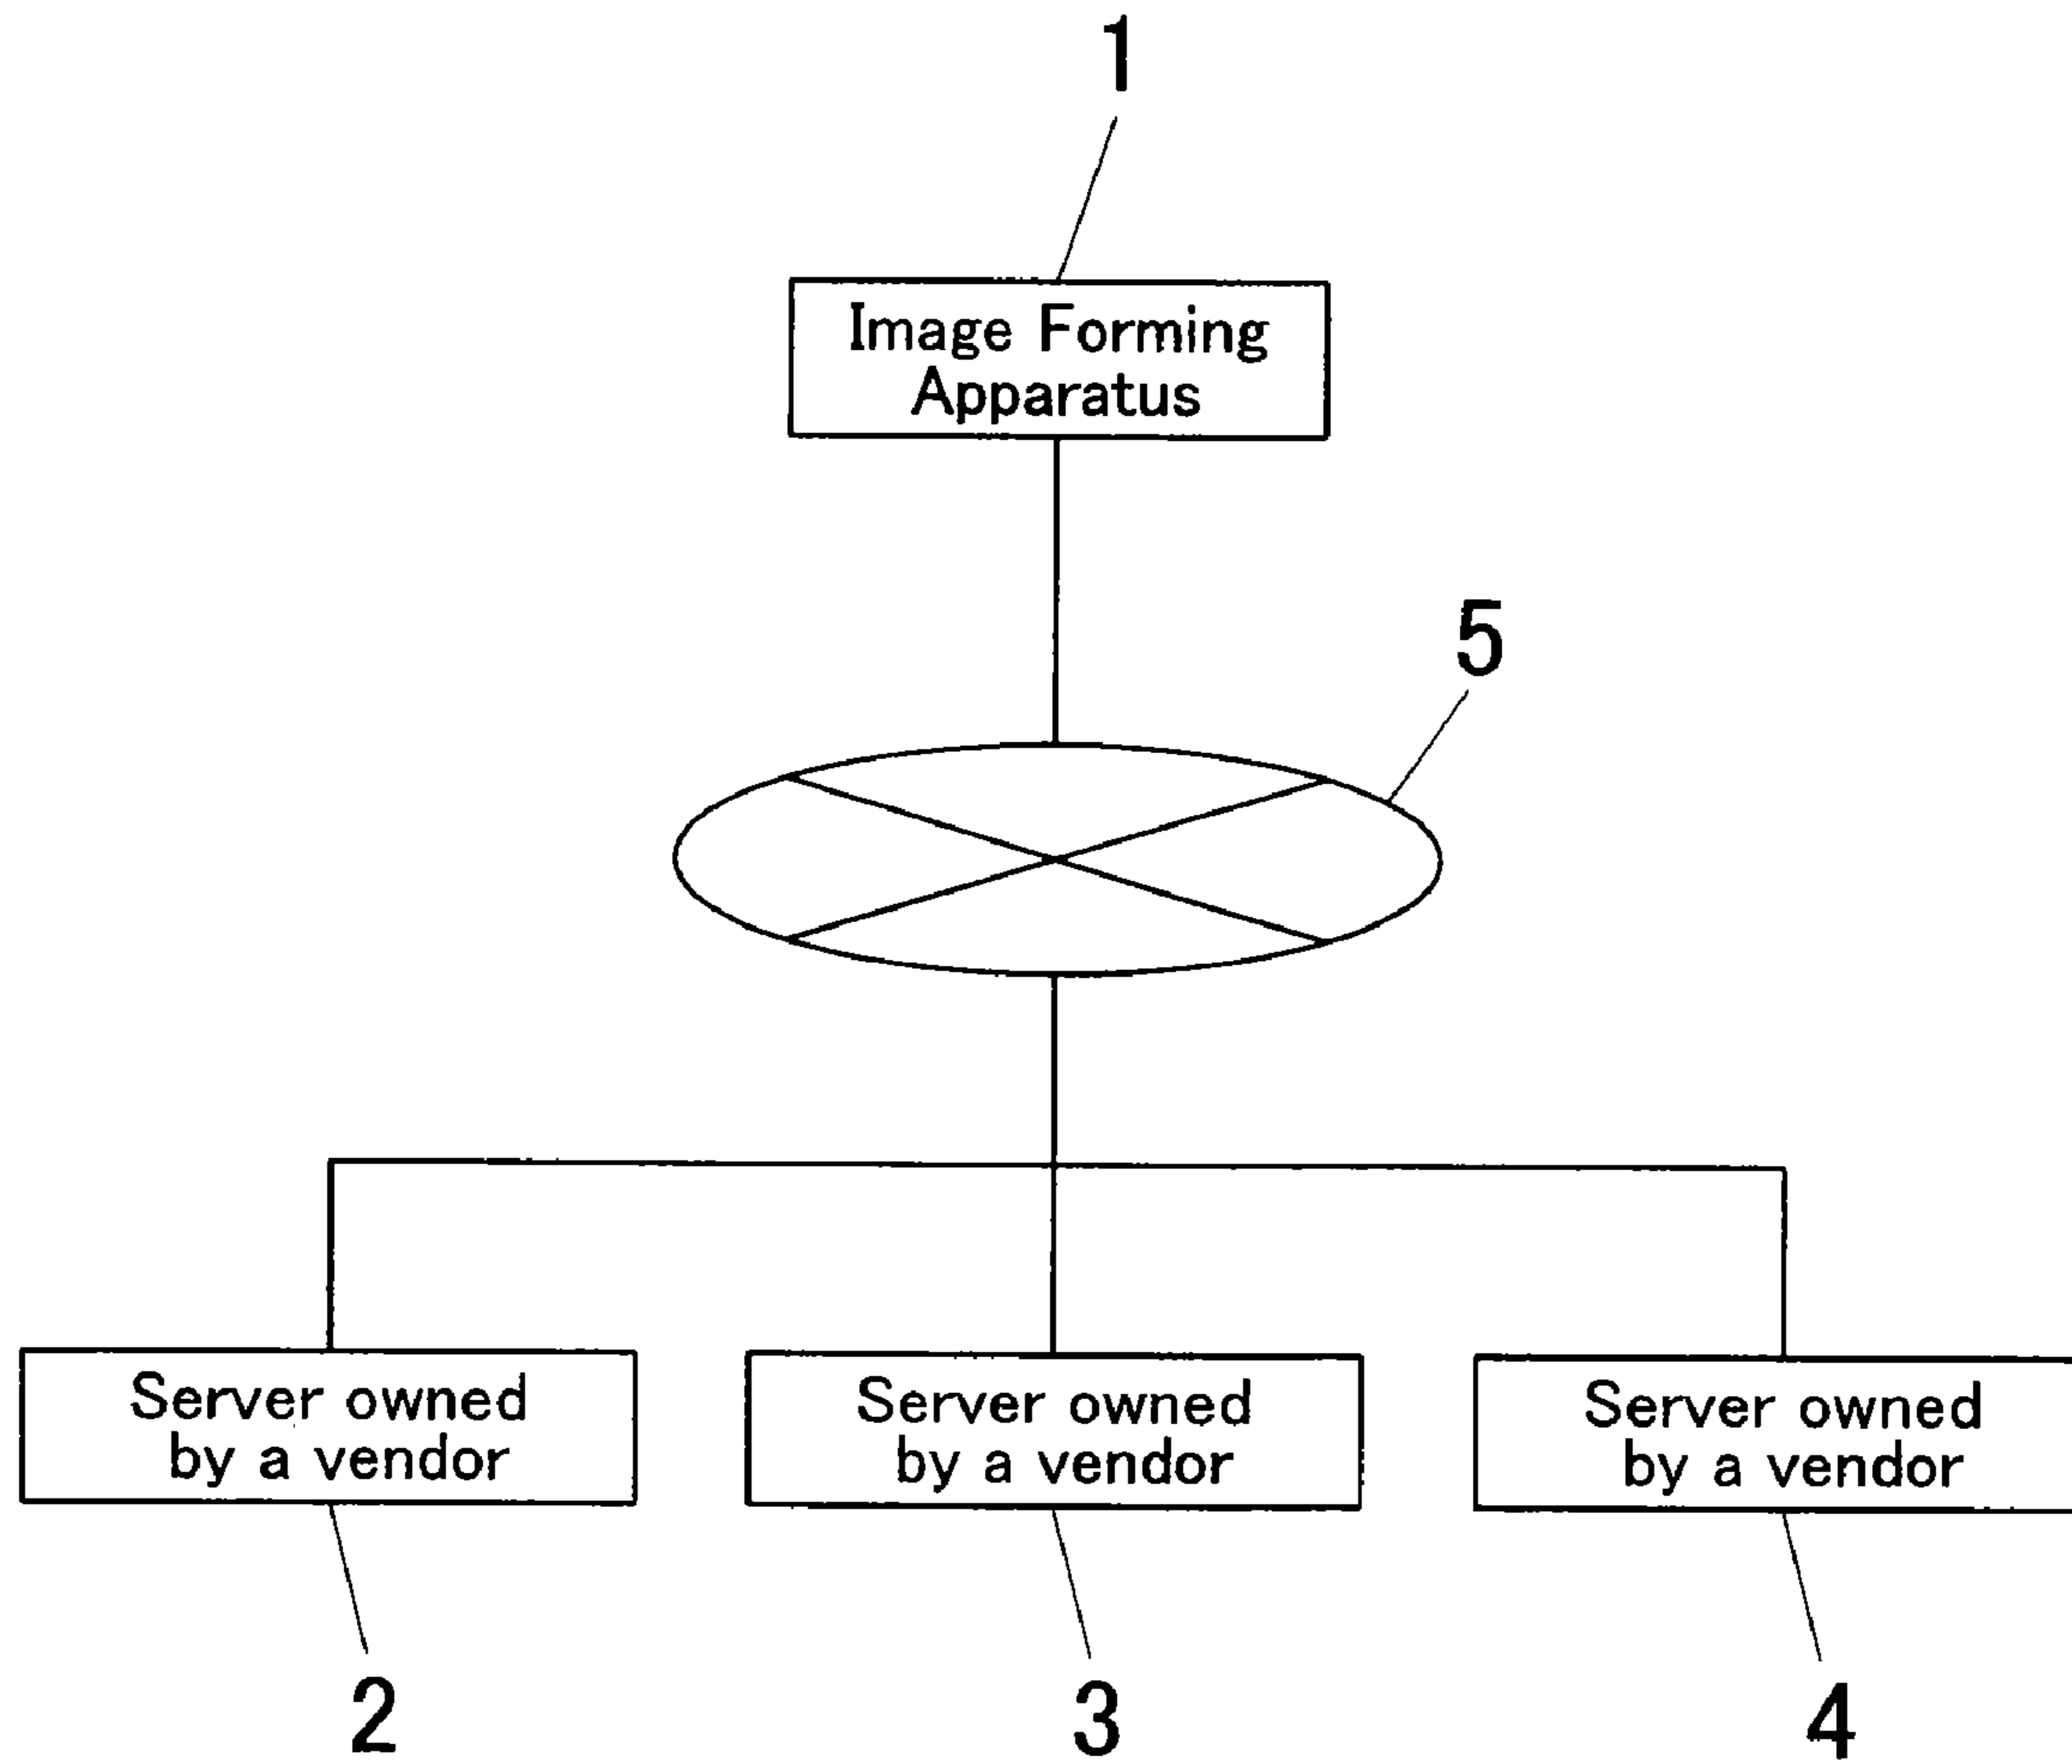 1
Image Forming
Apparatus
5
Server owned
by a vendor
Server owned
by a vendor
Server owned
by a vendor
2
3
4